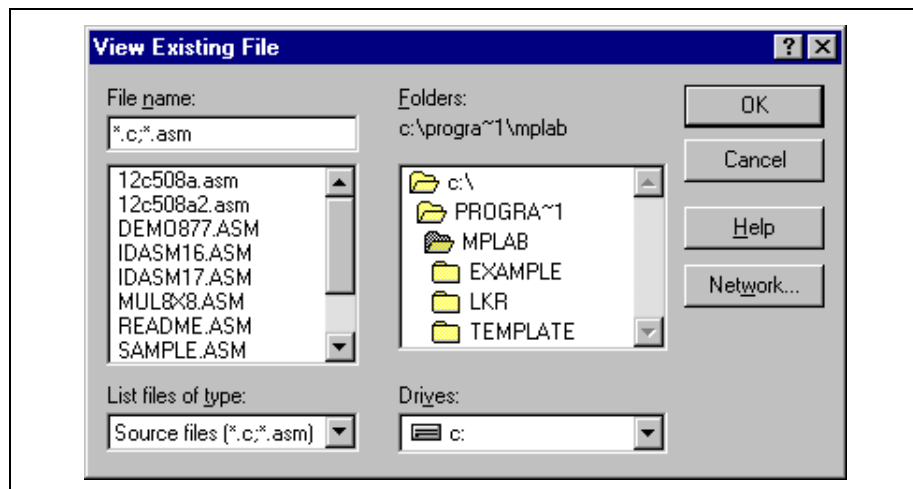 View Existing File
File name:
*.c;*.asm
12c508a.asm
12c508a2.asm
DEMO877.ASM
IDASM16.ASM
IDASM17.ASM
MUL8X8.ASM
README.ASM
SAMPLE.ASM
List files of type:
Source files (*.c;*.asm)
Folders:
c:\progra~1\mplab
c:\
PROGRA~1
MPLAB
EXAMPLE
LKR
TEMPLATE
Drives:
c:
OK
Cancel
Help
Network...